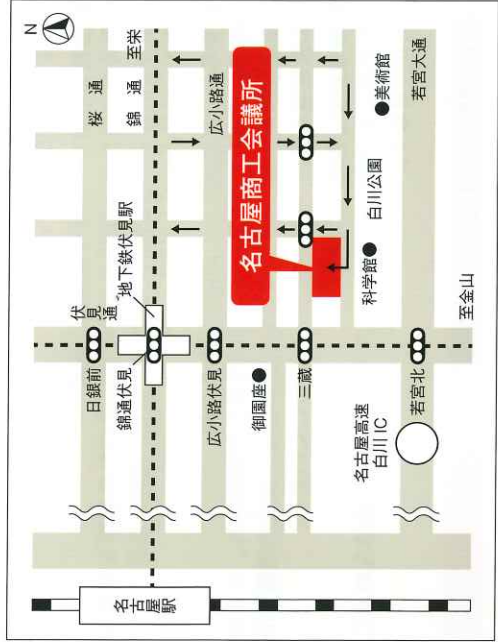 N
桜通
錦通
至栄
広小路通
若宮大通
名古屋商工会議所
●美術館
白川公園
科学館●
地下鉄伏見駅
伏見通
至金山
日銀前
錦通伏見
広小路伏見
御園座●
三蔵
若宮北
名古屋高速
白川IC
名古屋駅